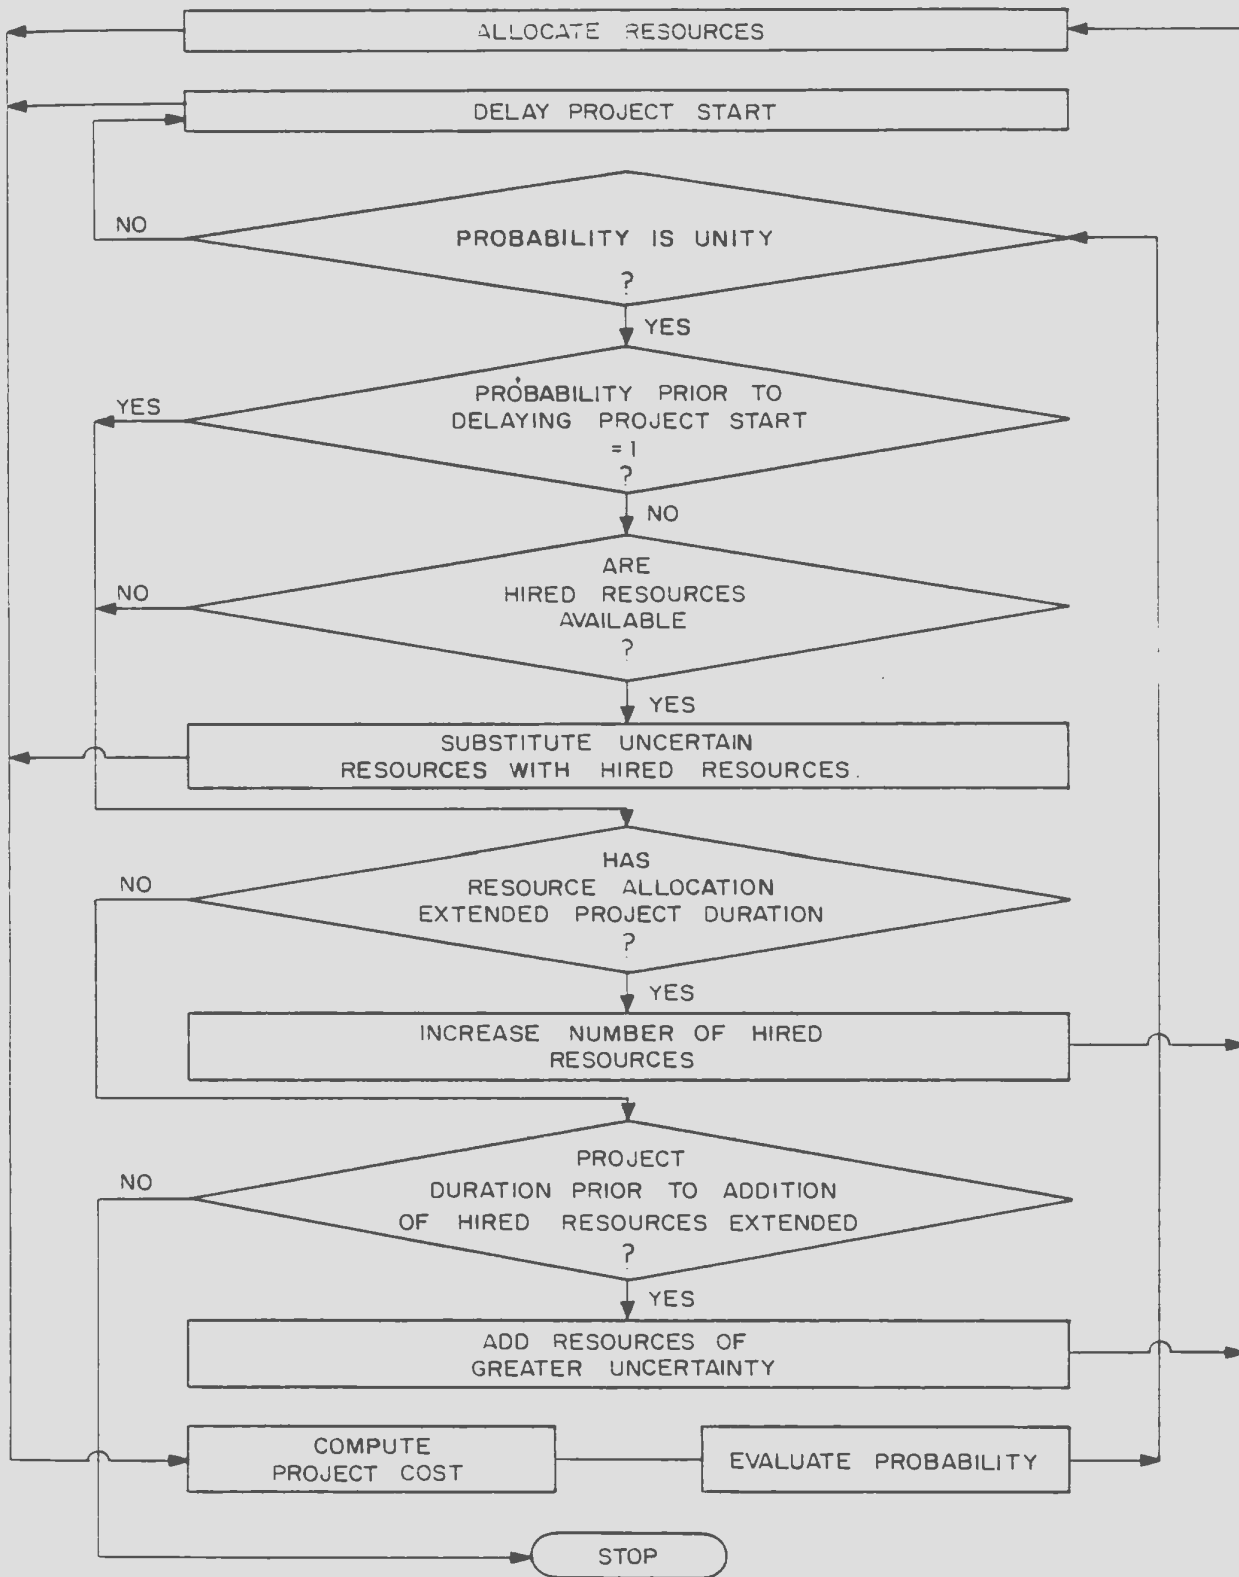 ALLOCATE RESOURCES
DELAY PROJECT START
NO
PROBABILITY IS UNITY
?
YES
PROBABILITY PRIOR TO
YES
DELAYING PROJECT START
=1
?
NO
ARE
NO
HIRED RESOURCES
AVAILABLE
?
YES
SUBSTITUTE UNCERTAIN
RESOURCES WITH HIRED RESOURCES.
HAS
NO
RESOURCE ALLOCATION
EXTENDED PROJECT DURATION
?
YES
INCREASE NUMBER OF HIRED
RESOURCES
PROJECT
NO
DURATION PRIOR TO ADDITION
OF HIRED RESOURCES EXTENDED
?
YES
ADD RESOURCES OF
GREATER UNCERTAINTY
COMPUTE
PROJECT COST
EVALUATE PROBABILITY
STOP